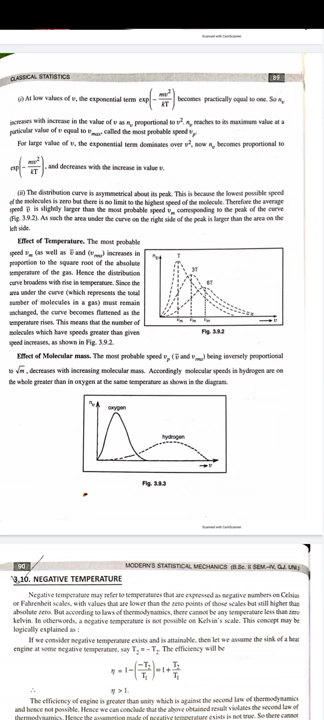 Scanned with CamScanner
CLASSICAL STATISTICS 89
(i) At low values of v, the exponential term exp(- mv²/kT) becomes practically equal to one. So nᵥ
increases with increase in the value of v as nᵥ proportional to v². nᵥ reaches to its maximum value at a
particular value of v equal to vₘₐₓ, called the most probable speed vₚ.
For large value of v, the exponential term dominates over v², now nᵥ becomes proportional to
exp(- mv²/kT), and decreases with the increase in value v.
(ii) The distribution curve is asymmetrical about its peak. This is because the lowest possible speed
of the molecules is zero but there is no limit to the highest speed of the molecule. Therefore the average
speed v̅ is slightly larger than the most probable speed vₘ corresponding to the peak of the curve
(Fig. 3.9.2). As such the area under the curve on the right side of the peak is larger than the area on the
left side.
Effect of Temperature. The most probable
speed vₘ (as well as v̅ and (vᵣₘₛ) increases in
proportion to the square root of the absolute
temperature of the gas. Hence the distribution
curve broadens with rise in temperature. Since the
area under the curve (which represents the total
number of molecules in a gas) must remain
unchanged, the curve becomes flattened as the
temperature rises. This means that the number of
molecules which have speeds greater than given
speed increases, as shown in Fig. 3.9.2.
nᵥ T
3T
6T
vₘ vₘ vₘ v
Fig. 3.9.2
Effect of Molecular mass. The most probable speed vₚ (v̅ and vᵣₘₛ) being inversely proportional
to √m, decreases with increasing molecular mass. Accordingly molecular speeds in hydrogen are on
the whole greater than in oxygen at the same temperature as shown in the diagram.
nᵥ
oxygen
hydrogen
v
Fig. 3.9.3
Scanned with CamScanner
90 MODERN'S STATISTICAL MECHANICS (B.Sc. II SEM.-IV, GJ. UNI.)
3.10. NEGATIVE TEMPERATURE
Negative temperature may refer to temperatures that are expressed as negative numbers on Celsius
or Fahrenheit scales, with values that are lower than the zero points of those scales but still higher than
absolute zero. But according to laws of thermodynamics, there cannot be any temperature less than zero
kelvin. In otherwords, a negative temperature is not possible on Kelvin's scale. This concept may be
logically explained as :
If we consider negative temperature exists and is attainable, then let we assume the sink of a heat
engine at some negative temperature, say T₂ = – T₂. The efficiency will be
η = 1-(-T₂/T₁) = 1+ T₂/T₁
∴ η > 1.
The efficiency of engine is greater than unity which is against the second law of thermodynamics
and hence not possible. Hence we can conclude that the above obtained result violates the second law of
thermodynamics. Hence the assumption made of negative temperature exists is not true. So there cannot